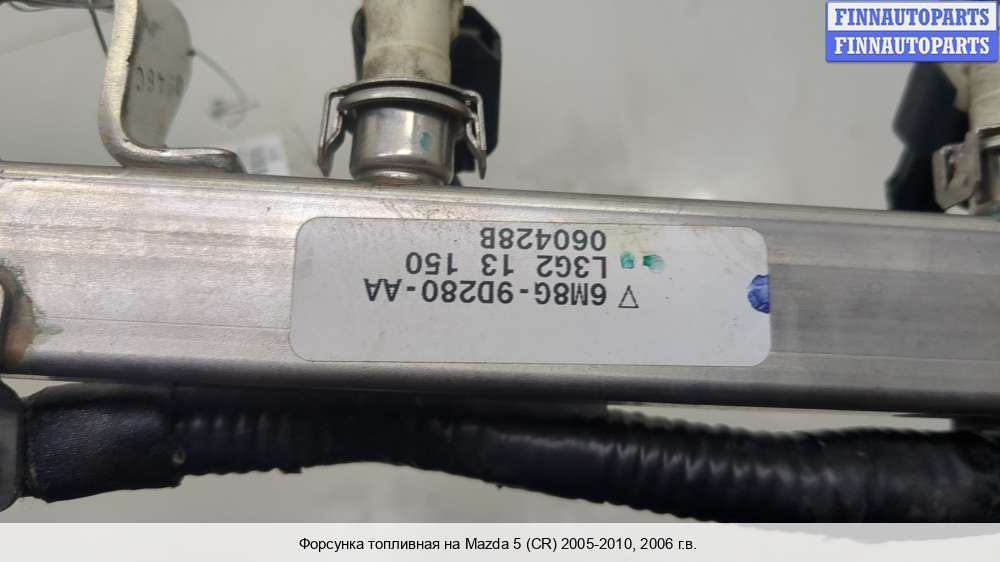 FINNAUTOPARTS
FINNAUTOPARTS
6M8G-9D280-AA
L3G2 13 150
060428B
Форсунка топливная на Mazda 5 (CR) 2005-2010, 2006 г.в.